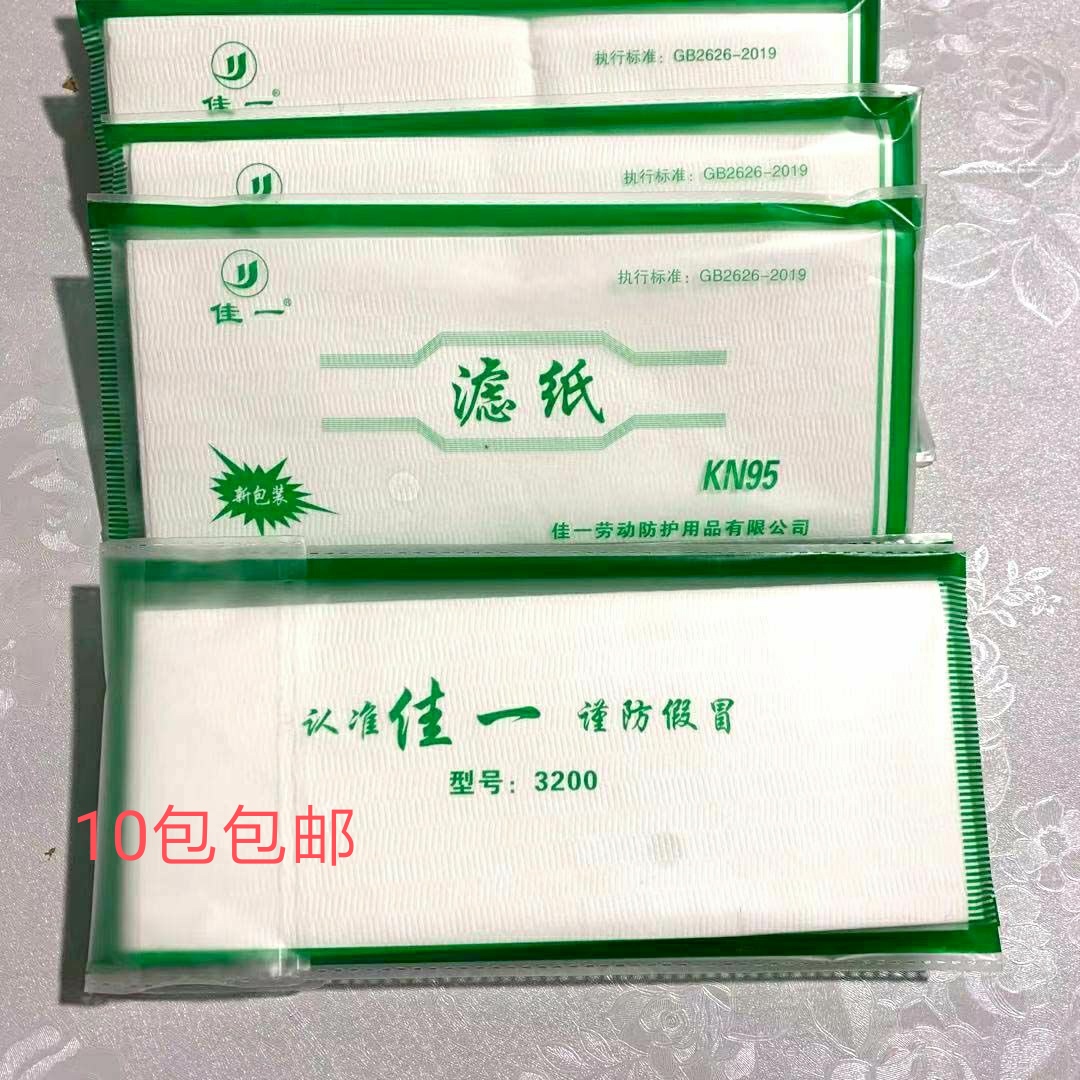 佳一®
执行标准：GB2626-2019
执行标准：GB2626-2019
佳一®
执行标准：GB2626-2019
滤纸
新包装
KN95
佳一劳动防护用品有限公司
认准佳一 谨防假冒
型号：3200
10包包邮